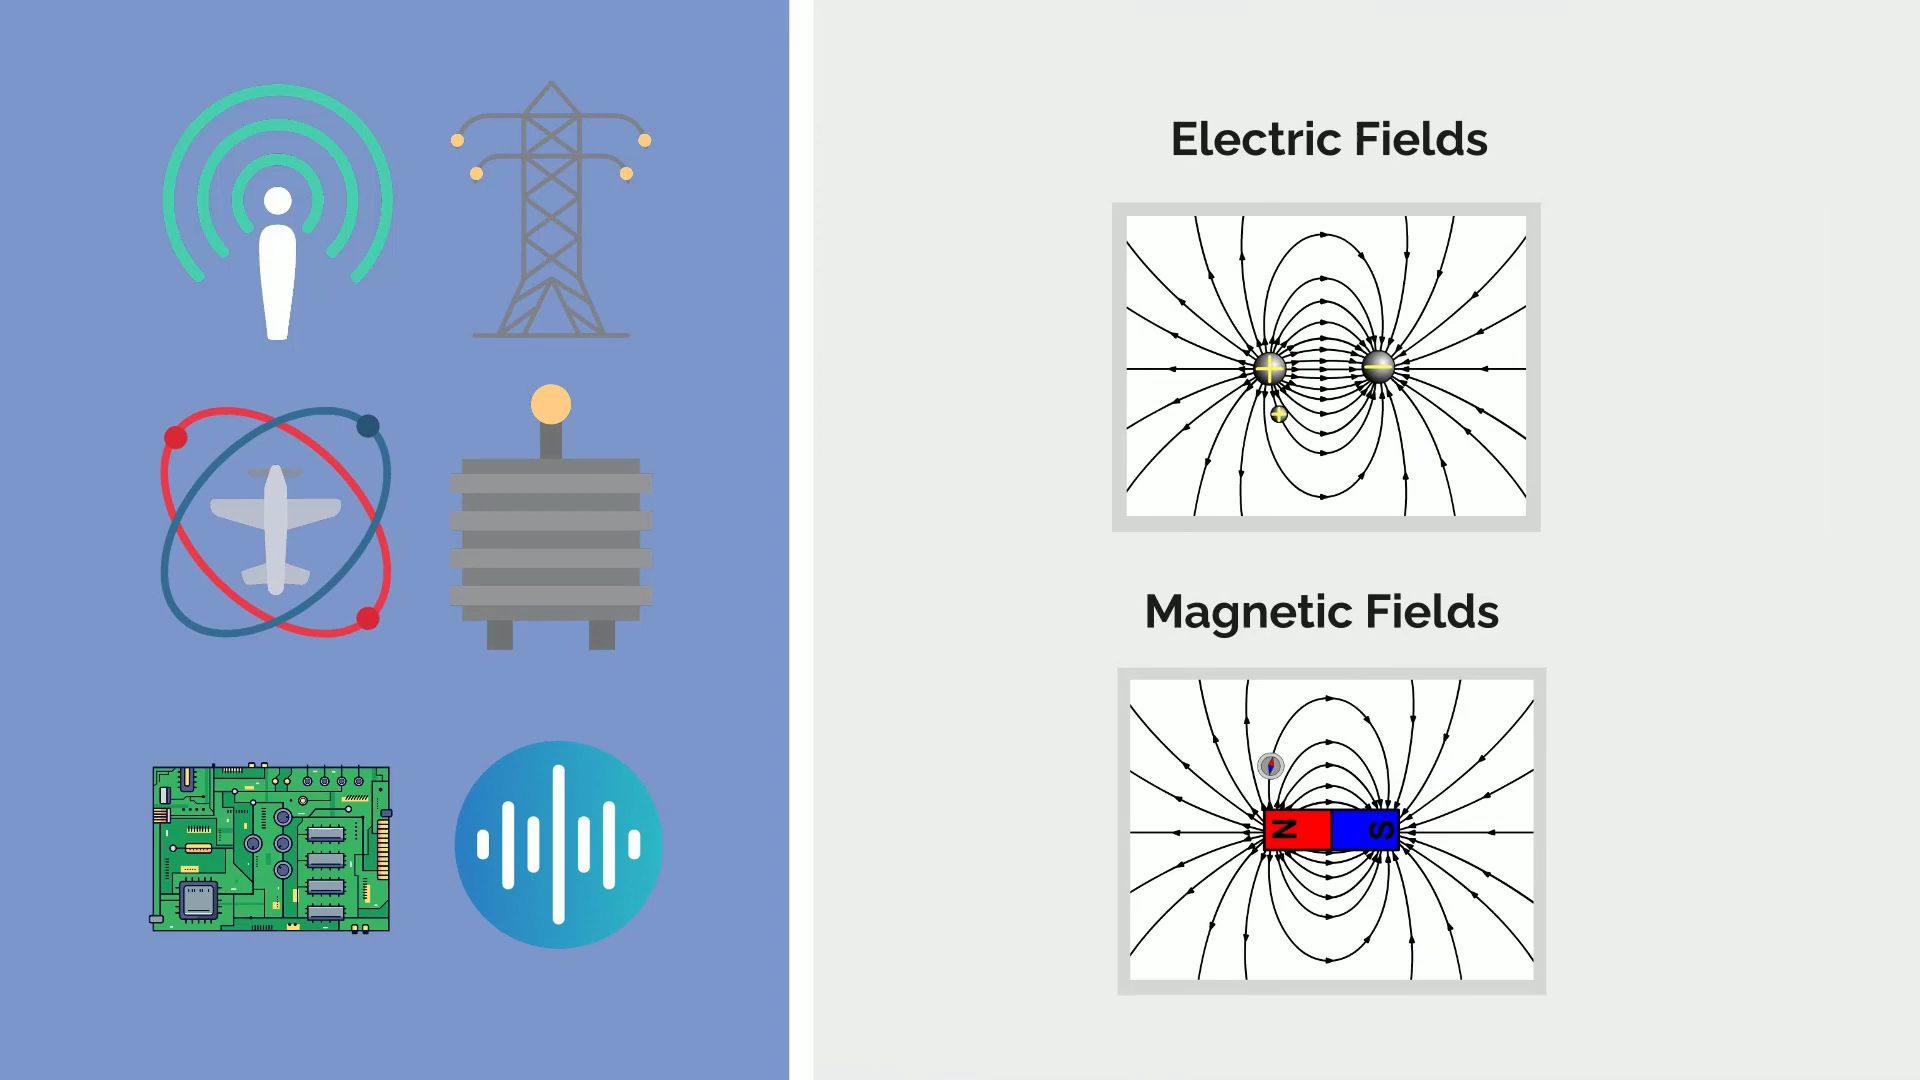 Electric Fields
+
−
+
Magnetic Fields
N S